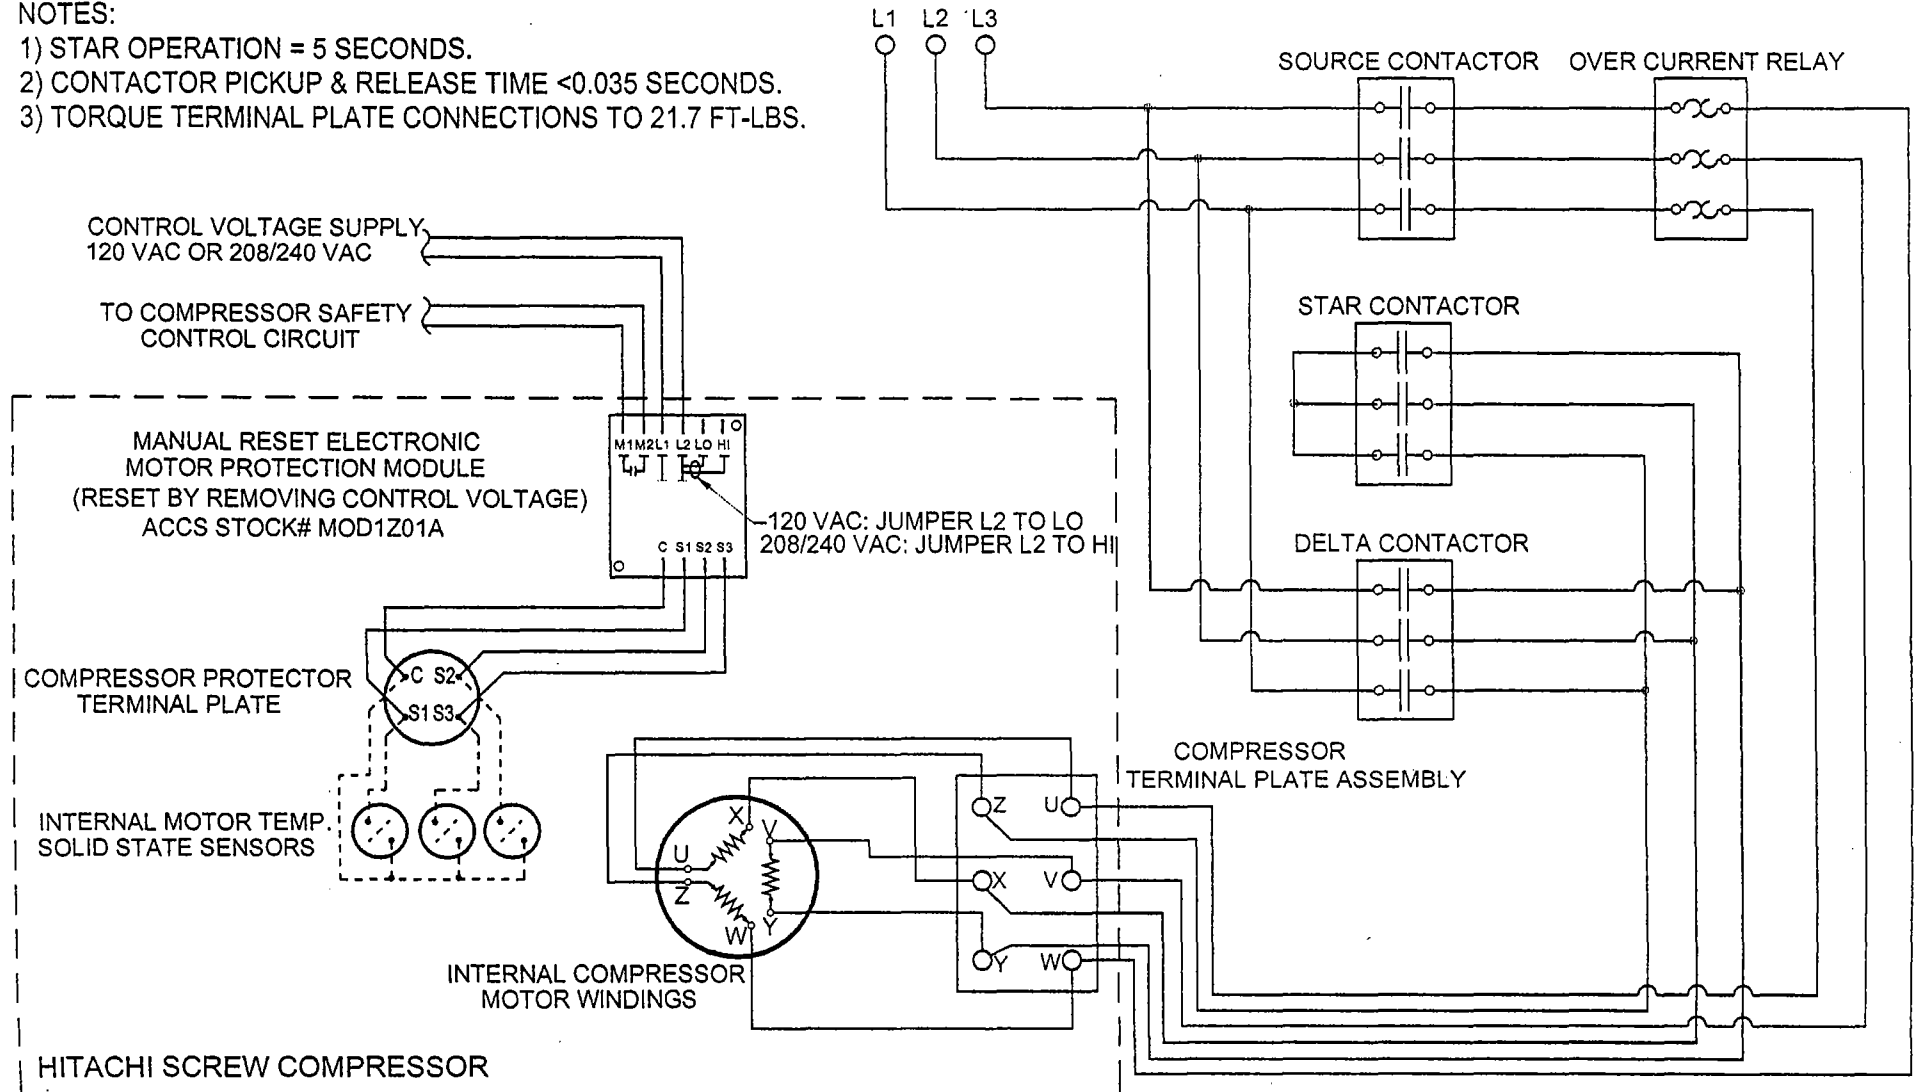 NOTES:
1) STAR OPERATION = 5 SECONDS.
2) CONTACTOR PICKUP & RELEASE TIME <0.035 SECONDS.
3) TORQUE TERMINAL PLATE CONNECTIONS TO 21.7 FT-LBS.
L1 L2 L3
SOURCE CONTACTOR
OVER CURRENT RELAY
CONTROL VOLTAGE SUPPLY
120 VAC OR 208/240 VAC
TO COMPRESSOR SAFETY
CONTROL CIRCUIT
STAR CONTACTOR
MANUAL RESET ELECTRONIC
MOTOR PROTECTION MODULE
(RESET BY REMOVING CONTROL VOLTAGE)
ACCS STOCK# MOD1Z01A
M1 M2 L1 L2 LO HI
120 VAC: JUMPER L2 TO LO
208/240 VAC: JUMPER L2 TO HI
C S1 S2 S3
DELTA CONTACTOR
COMPRESSOR PROTECTOR
TERMINAL PLATE
C S2
S1 S3
COMPRESSOR
TERMINAL PLATE ASSEMBLY
INTERNAL MOTOR TEMP.
SOLID STATE SENSORS
X V
U
Z
W Y
Z U
X V
Y W
INTERNAL COMPRESSOR
MOTOR WINDINGS
HITACHI SCREW COMPRESSOR